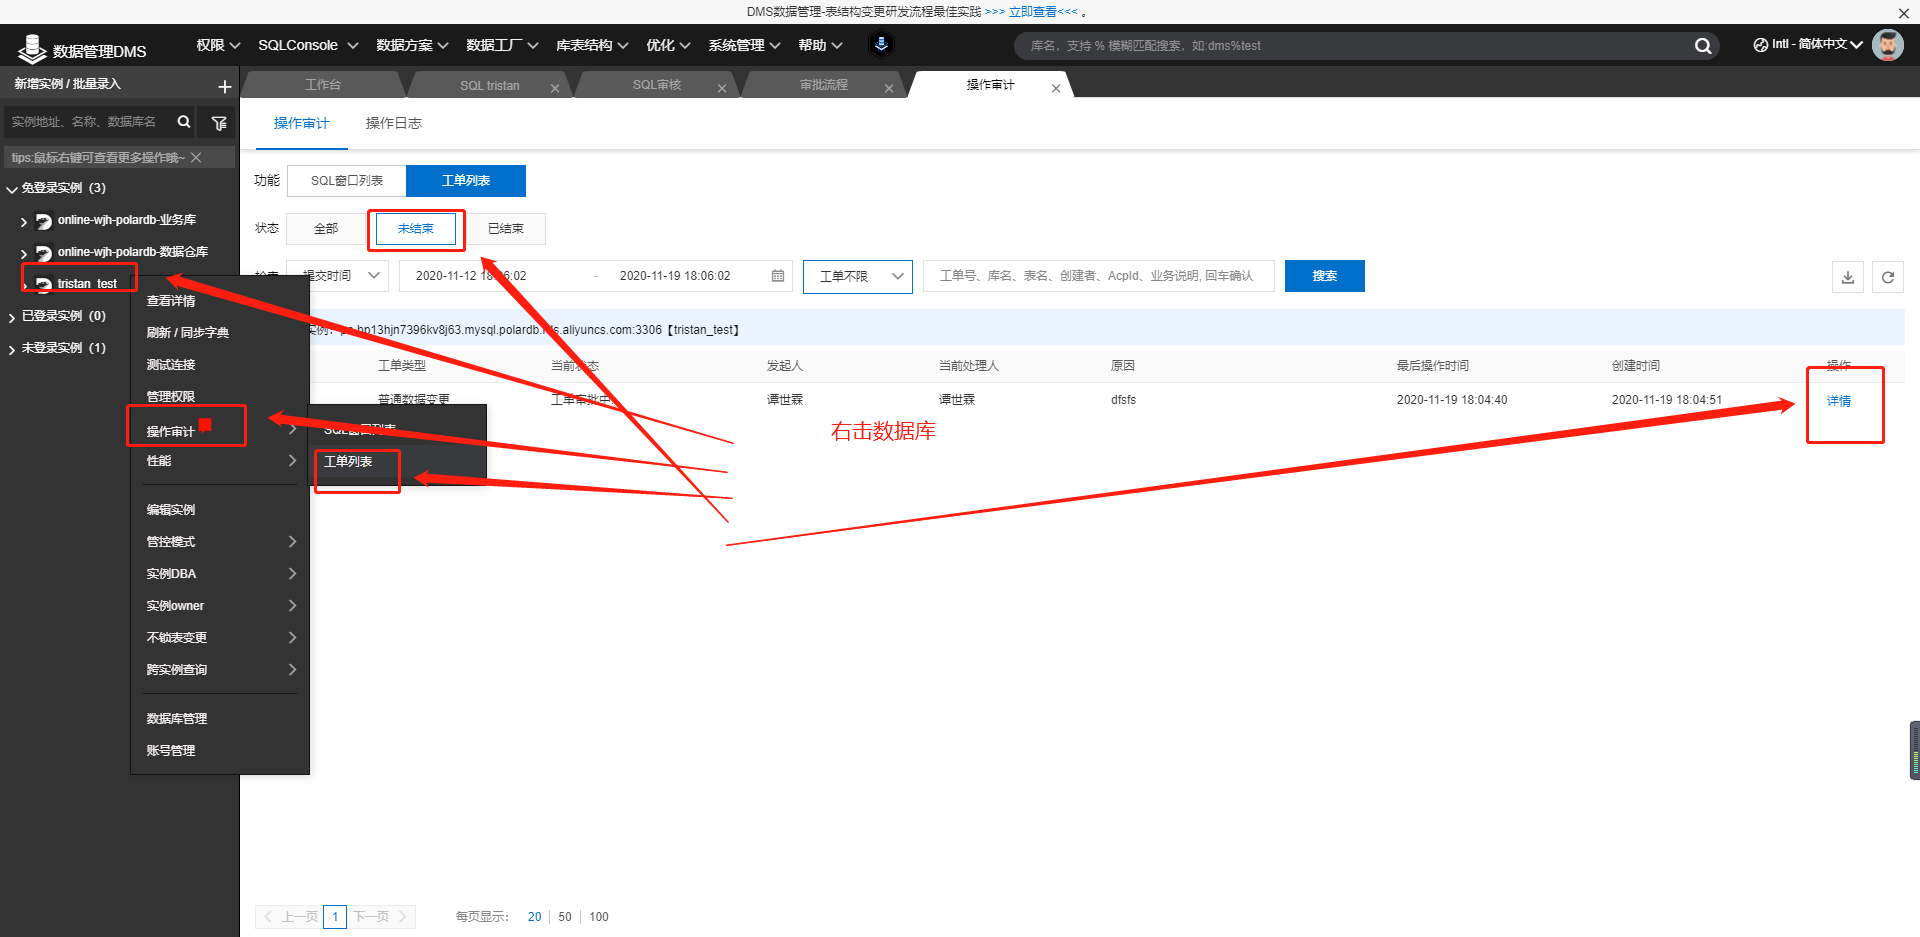 DMS数据管理-表结构变更研发流程最佳实践 >>> 立即查看<<< 。
数据管理DMS
权限 SQLConsole 数据方案 数据工厂 库表结构 优化 系统管理 帮助
库名，支持 % 模糊匹配搜索，如:dms%test
Intl - 简体中文
新增实例 / 批量录入
工作台 SQL tristan SQL审核 审批流程 操作审计
实例地址、名称、数据库名
操作审计 操作日志
tips:鼠标右键可查看更多操作哦~
免登录实例（3）
功能 SQL窗口列表 工单列表
online-wjh-polardb-业务库
状态 全部 未结束 已结束
online-wjh-polardb-数据仓库
tristan_test
提交时间 2020-11-12 18:06:02 - 2020-11-19 18:06:02 工单不限 工单号、库名、表名、创建者、AcpId、业务说明, 回车确认 搜索
查看详情
已登录实例（0）
刷新 / 同步字典
.mysql.polardb. .aliyuncs.com:3306【tristan_test】
未登录实例（1）
测试连接
工单类型 当前状态 发起人 当前处理人 原因 最后操作时间 创建时间 操作
管理权限
普通数据变更 工单审批中 谭世霖 谭世霖 dfsfs 2020-11-19 18:04:40 2020-11-19 18:04:51 详情
操作审计
SQL窗口列表
右击数据库
性能
工单列表
编辑实例
管控模式
实例DBA
实例owner
不锁表变更
跨实例查询
数据库管理
账号管理
上一页 1 下一页 每页显示： 20 50 100